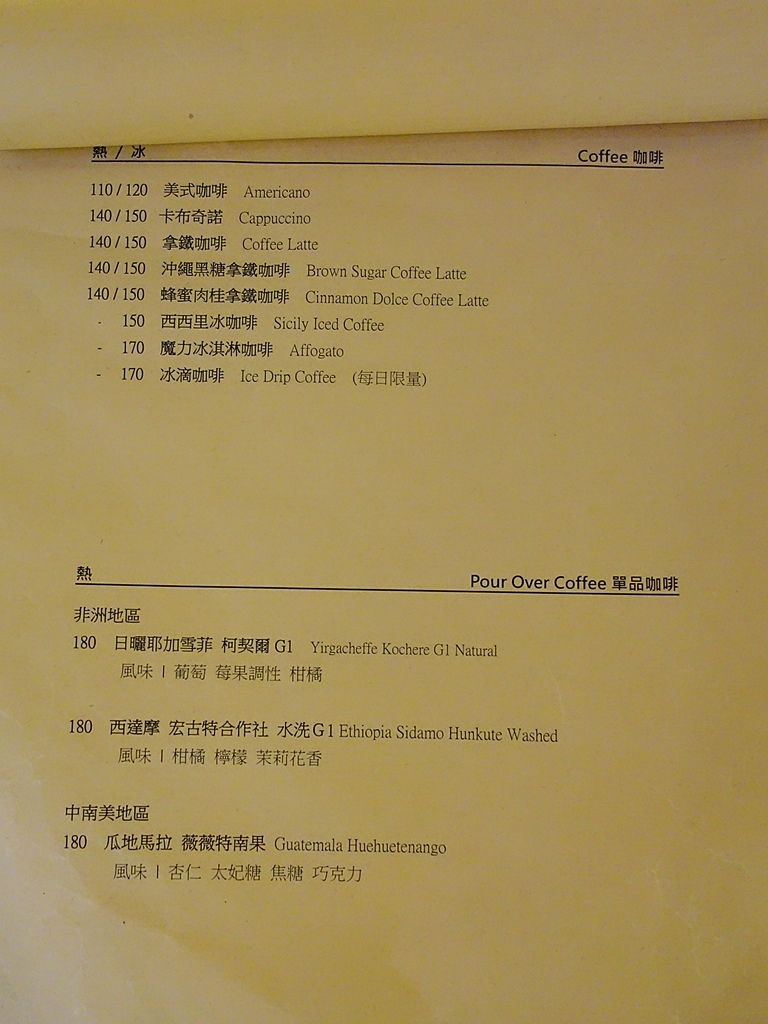 熱 / 冰 Coffee 咖啡
110 / 120 美式咖啡 Americano
140 / 150 卡布奇諾 Cappuccino
140 / 150 拿鐵咖啡 Coffee Latte
140 / 150 沖繩黑糖拿鐵咖啡 Brown Sugar Coffee Latte
140 / 150 蜂蜜肉桂拿鐵咖啡 Cinnamon Dolce Coffee Latte
- 150 西西里冰咖啡 Sicily Iced Coffee
- 170 魔力冰淇淋咖啡 Affogato
- 170 冰滴咖啡 Ice Drip Coffee (每日限量)
熱 Pour Over Coffee 單品咖啡
非洲地區
180 日曬耶加雪菲 柯契爾 G1 Yirgacheffe Kochere G1 Natural
風味 | 葡萄 莓果調性 柑橘
180 西達摩 宏古特合作社 水洗G1 Ethiopia Sidamo Hunkute Washed
風味 | 柑橘 檸檬 茉莉花香
中南美地區
180 瓜地馬拉 薇薇特南果 Guatemala Huehuetenango
風味 | 杏仁 太妃糖 焦糖 巧克力